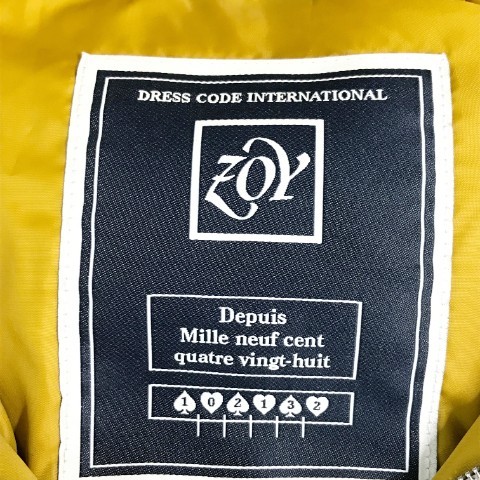 DRESS CODE INTERNATIONAL
ZOY
Depuis
Mille neuf cent
quatre vingt-huit
1 0 2 1 3 2